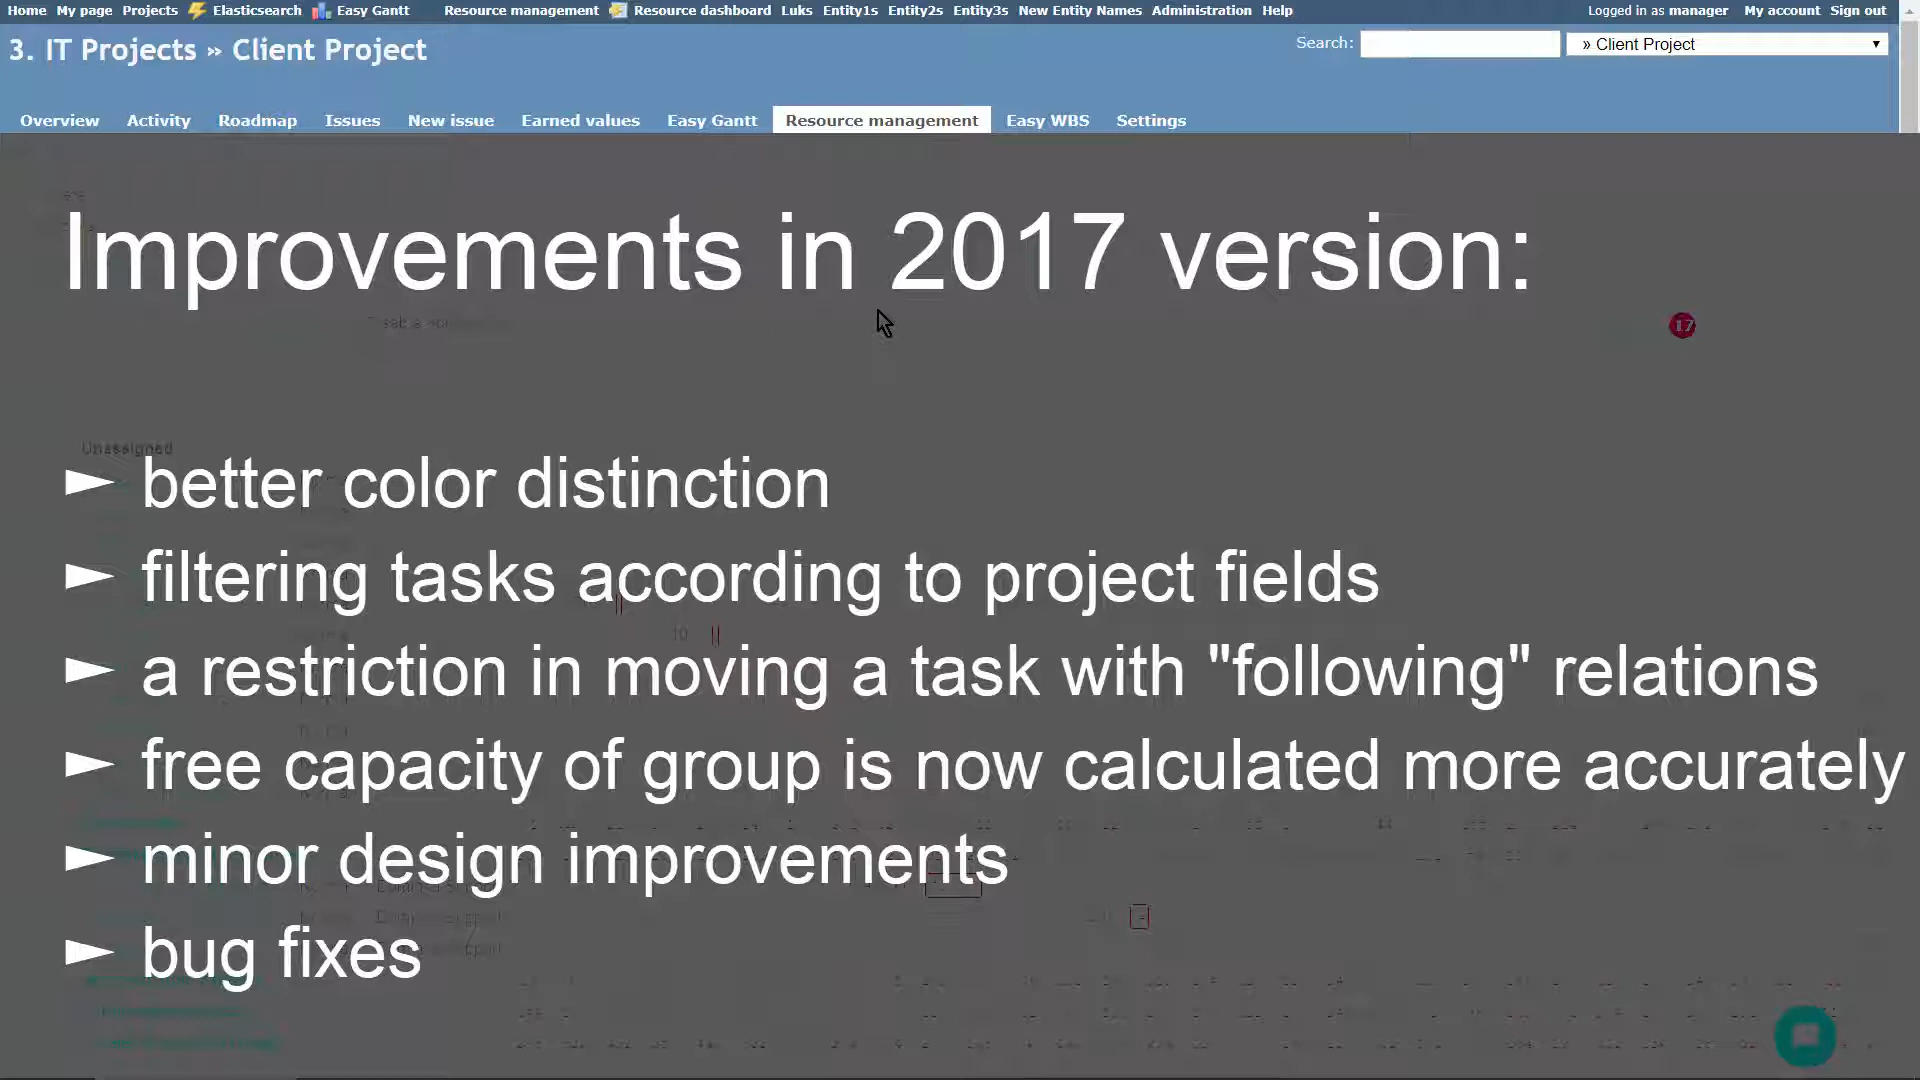 Home My page Projects Elasticsearch Easy Gantt Resource management Resource dashboard Luks Entity1s Entity2s Entity3s New Entity Names Administration Help Logged in as manager My account Sign out
3. IT Projects » Client Project
Search: » Client Project
Overview Activity Roadmap Issues New issue Earned values Easy Gantt Resource management Easy WBS Settings
Improvements in 2017 version:
17
Unassigned
► better color distinction
► filtering tasks according to project fields
► a restriction in moving a task with "following" relations
► free capacity of group is now calculated more accurately
► minor design improvements
► bug fixes